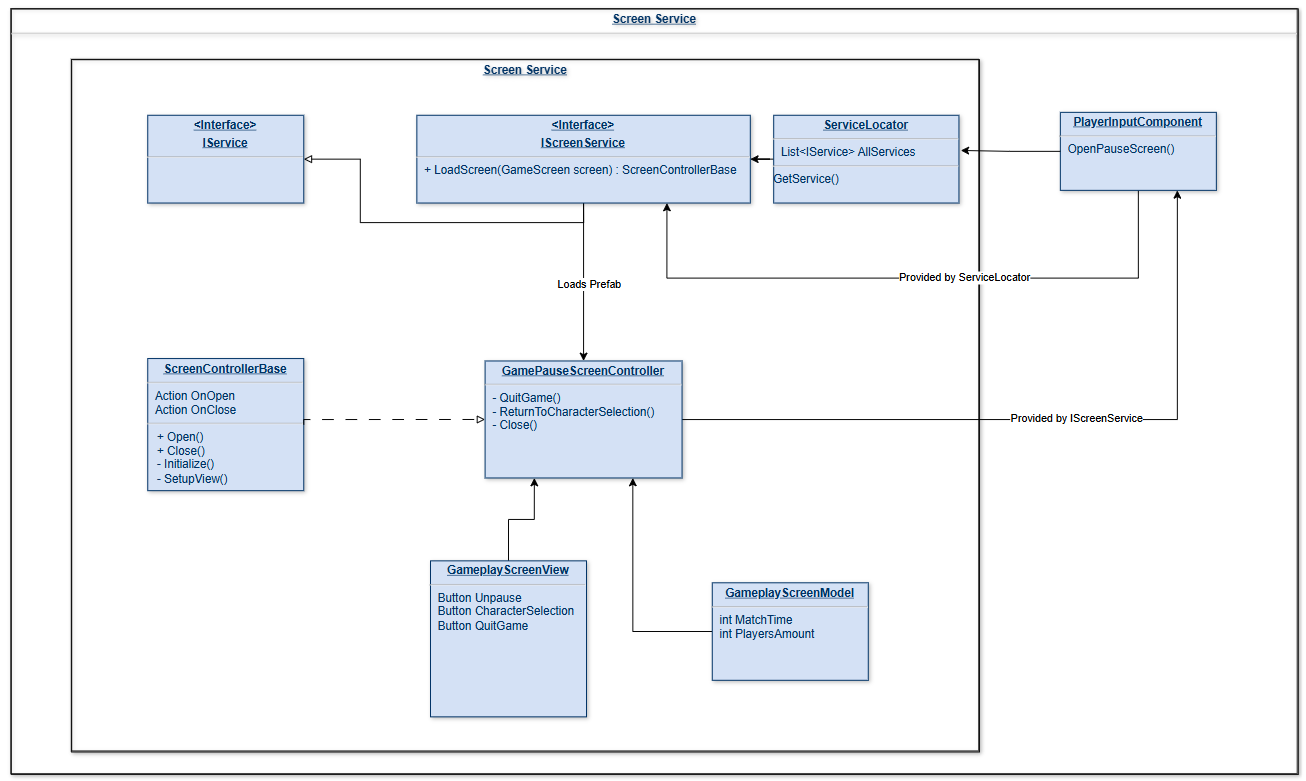 Screen Service
Screen Service
<Interface>
IService
<Interface>
IScreenService
+ LoadScreen(GameScreen screen) : ScreenControllerBase
ServiceLocator
List<IService> AllServices
GetService()
PlayerInputComponent
OpenPauseScreen()
Provided by ServiceLocator
Loads Prefab
ScreenControllerBase
Action OnOpen
Action OnClose
+ Open()
+ Close()
- Initialize()
- SetupView()
GamePauseScreenController
- QuitGame()
- ReturnToCharacterSelection()
- Close()
Provided by IScreenService
GameplayScreenView
Button Unpause
Button CharacterSelection
Button QuitGame
GameplayScreenModel
int MatchTime
int PlayersAmount